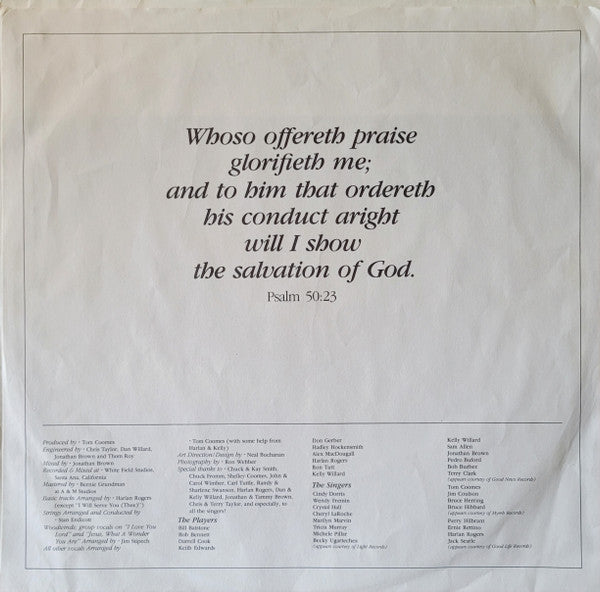 Whoso offereth praise
glorifieth me;
and to him that ordereth
his conduct aright
will I show
the salvation of God.
Psalm 50:23
Produced by · Tom Coomes
Engineered by · Chris Taylor, Dan Willard,
Jonathan Brown and Thom Roy
Mixed by · Jonathan Brown
Recorded & Mixed at · White Field Studios,
Santa Ana, California
Mastered by · Bernie Grundman
at A & M Studios
Basic tracks Arranged by · Harlan Rogers
(except "I Will Serve You (Thee)")
Strings Arranged and Conducted by
· Stan Endicott
Woodwinds, group vocals on "I Love You
Lord" and "Jesus, What A Wonder
You Are" Arranged by · Jim Stipech
All other vocals Arranged by
· Tom Coomes (with some help from
Harlan & Kelly)
Art Direction/Design by · Neal Buchanan
Photography by · Ron Webber
Special thanks to · Chuck & Kay Smith,
Chuck Fromm, Shelley Coomes, John &
Carol Wimber, Carl Tuttle, Randy &
Sharlene Swanson, Harlan Rogers, Dan &
Kelly Willard, Jonathan & Tammy Brown,
Chris & Terry Taylor, and especially, to
all the singers!
The Players
Bill Batstone
Bob Bennett
Darrell Cook
Keith Edwards
Don Gerber
Hadley Hockensmith
Alex MacDougall
Harlan Rogers
Ron Tutt
Kelly Willard
The Singers
Cindy Dorris
Wendy Fremin
Crystal Hall
Cheryl LaRoche
Marilyn Marvin
Tricia Murray
Michele Pillar
Becky Ugartechea
(appears courtesy of Light Records)
Kelly Willard
Sam Allen
Jonathan Brown
Pedro Buford
Bob Burber
Terry Clark
(appears courtesy of Good News Records)
Tom Coomes
Jim Coulson
Bruce Herring
Bruce Hibbard
(appears courtesy of Myrrh Records)
Perry Hilbrant
Ernie Rettino
Harlan Rogers
Jack Searle
(appears courtesy of Good Life Records)